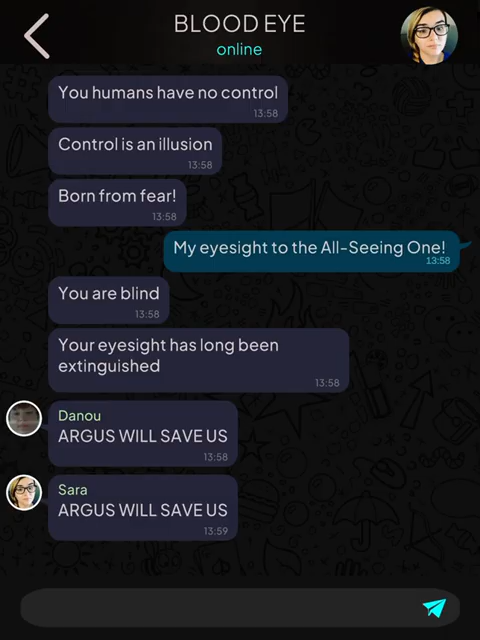 BLOOD EYE
online
You humans have no control
13:58
Control is an illusion
13:58
Born from fear!
13:58
My eyesight to the All-Seeing One!
13:58
You are blind
13:58
Your eyesight has long been
extinguished
13:58
Danou
ARGUS WILL SAVE US
13:58
Sara
ARGUS WILL SAVE US
13:59